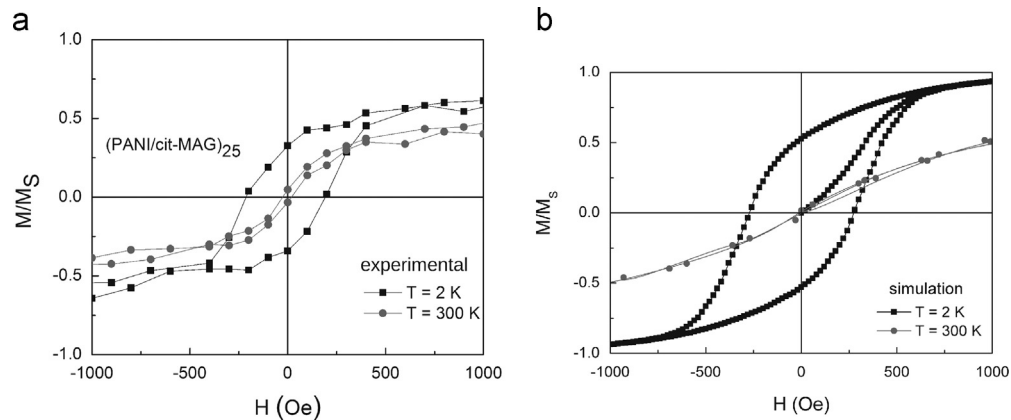 a
1.0
0.5
0.0
-0.5
-1.0
M/MS
(PANI/cit-MAG)25
experimental
T = 2 K
T = 300 K
-1000
-500
0
500
1000
H (Oe)
b
1.0
0.5
0.0
-0.5
-1.0
M/Ms
simulation
T = 2 K
T = 300 K
-1000
-500
0
500
1000
H (Oe)